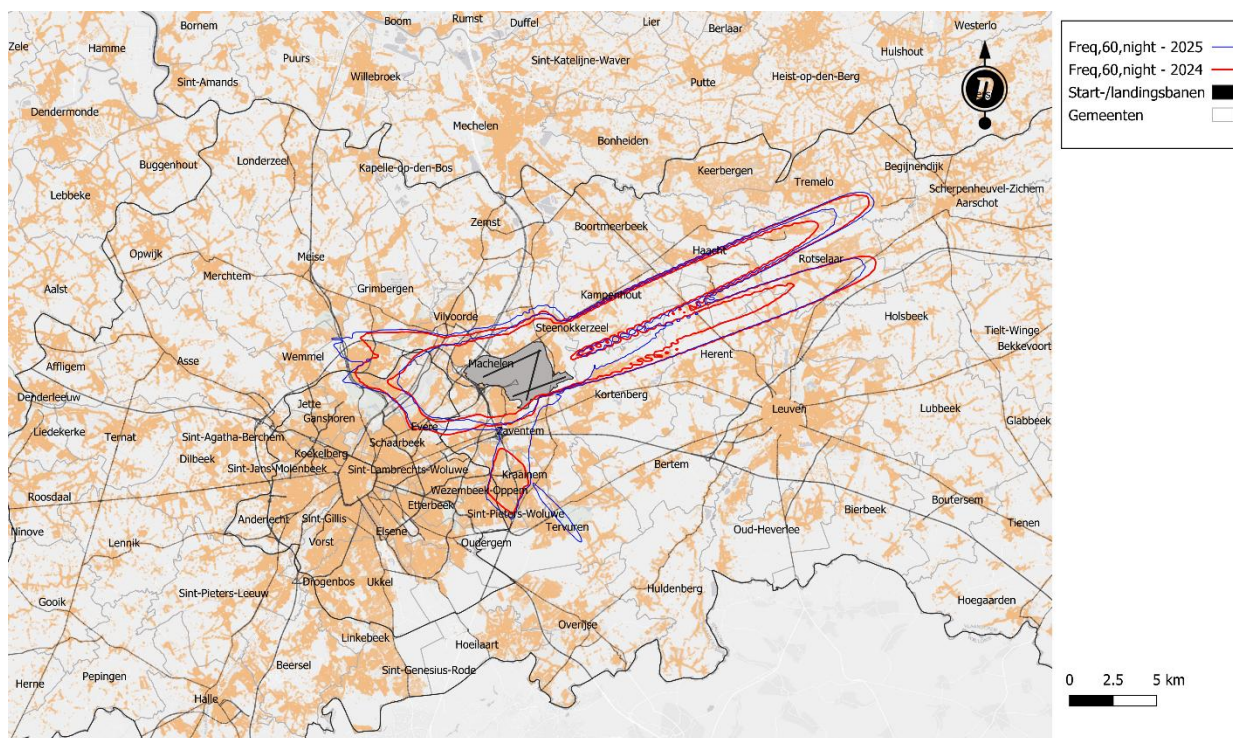 Bornem
Boom
Rumst
Duffel
Lier
Berlaar
Westerlo
Zele
Hamme
Puurs
Sint-Katelijne-Waver
Hulshout
Sint-Amands
Willebroek
Putte
Heist-op-den-Berg
Dendermonde
Mechelen
Bonheiden
Buggenhout
Londerzeel
Kapelle-op-den-Bos
Keerbergen
Begijnendijk
Tremelo
Lebbeke
Scherpenheuvel-Zichem
Aarschot
Zemst
Boortmeerbeek
Opwijk
Meise
Haacht
Rotselaar
Merchtem
Aalst
Grimbergen
Kampenhout
Vilvoorde
Holsbeek
Steenokkerzeel
Tielt-Winge
Bekkevoort
Affligem
Asse
Wemmel
Machelen
Herent
Denderleeuw
Jette
Ganshoren
Kortenberg
Leuven
Lubbeek
Glabbeek
Liedekerke
Ternat
Sint-Agatha-Berchem
Evere
Zaventem
Schaarbeek
Dilbeek
Koekelberg
Sint-Jans-Molenbeek
Sint-Lambrechts-Woluwe
Kraainem
Bertem
Roosdaal
Wezembeek-Oppem
Etterbeek
Sint-Pieters-Woluwe
Boutersem
Bierbeek
Anderlecht
Sint-Gillis
Elsene
Tervuren
Oud-Heverlee
Tienen
Ninove
Lennik
Vorst
Oudergem
Drogenbos
Ukkel
Sint-Pieters-Leeuw
Huldenberg
Hoegaarden
Gooik
Overijse
Linkebeek
Hoeilaart
Beersel
Sint-Genesius-Rode
Herne
Pepingen
Halle
Freq,60,night - 2025
Freq,60,night - 2024
Start-/landingsbanen
Gemeenten
0 2.5 5 km